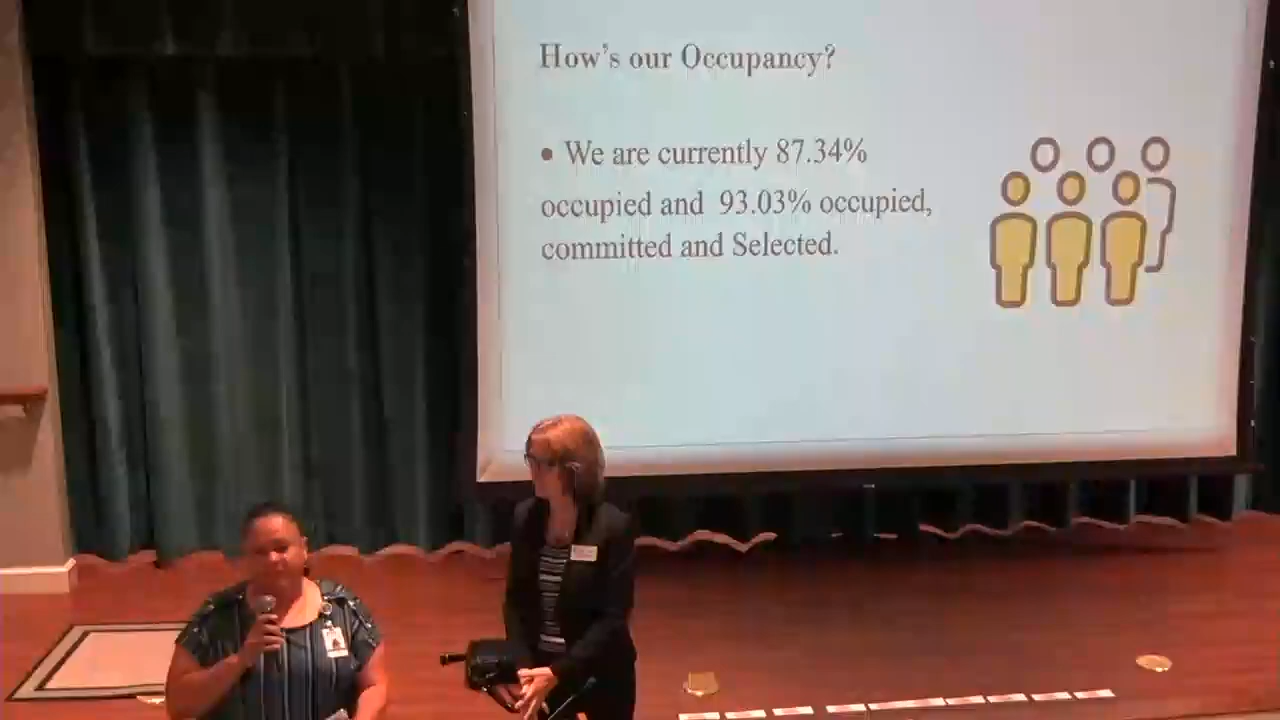 How's our Occupancy?
• We are currently 87.34%
occupied and 93.03% occupied,
committed and Selected.